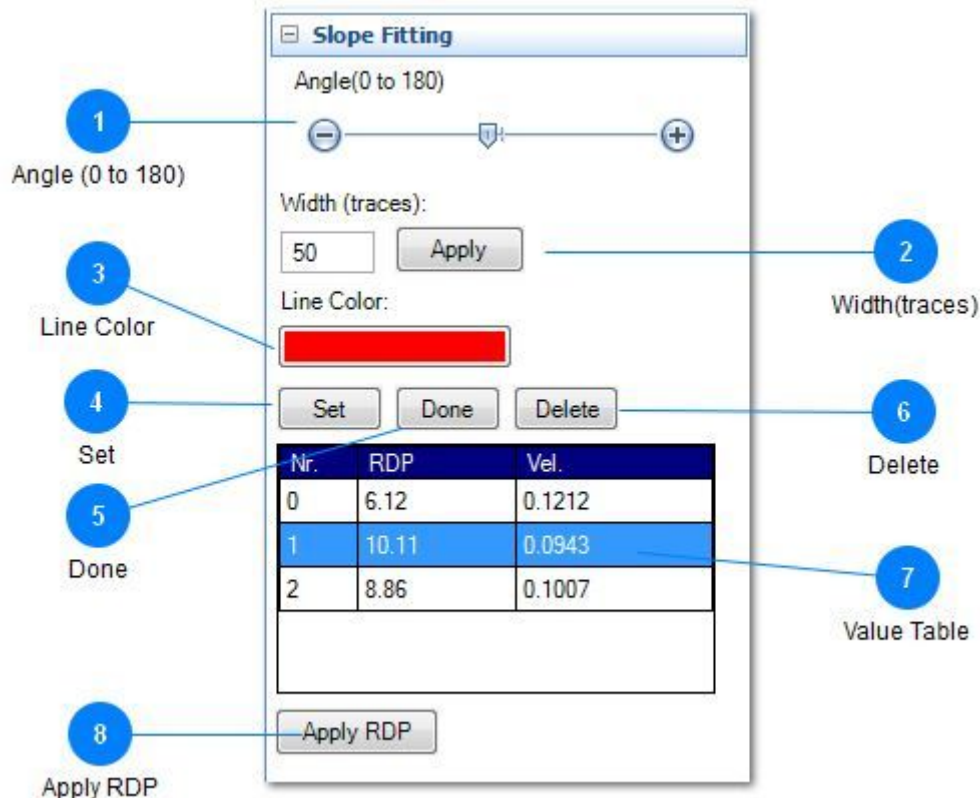 Slope Fitting
Angle(0 to 180)
1
Angle (0 to 180)
Width (traces):
50
Apply
2
Width(traces)
3
Line Color
Line Color:
4
Set
Set
Done
Delete
6
Delete
5
Done
Nr. RDP Vel.
0 6.12 0.1212
1 10.11 0.0943
2 8.86 0.1007
7
Value Table
8
Apply RDP
Apply RDP